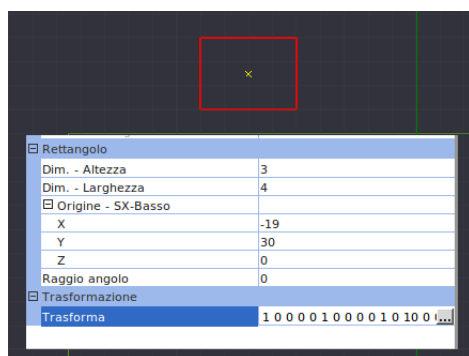 Rettangolo
Dim. - Altezza 3
Dim. - Larghezza 4
Origine - SX-Basso
X -19
Y 30
Z 0
Raggio angolo 0
Trasformazione
Trasforma 1 0 0 0 0 1 0 0 0 0 1 0 10 0 ...